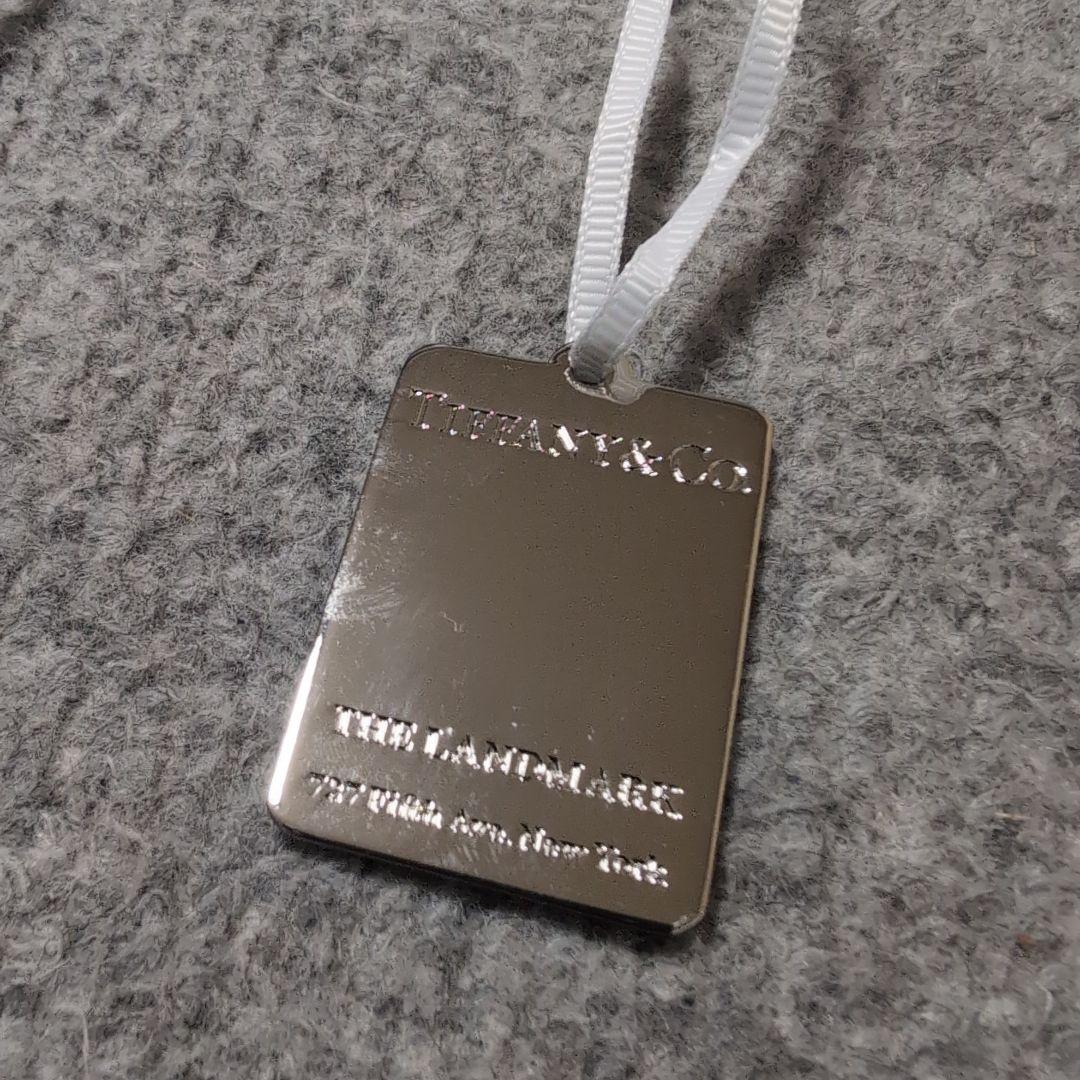 TIFFANY & CO.
THE LANDMARK
727 Fifth Ave. New York